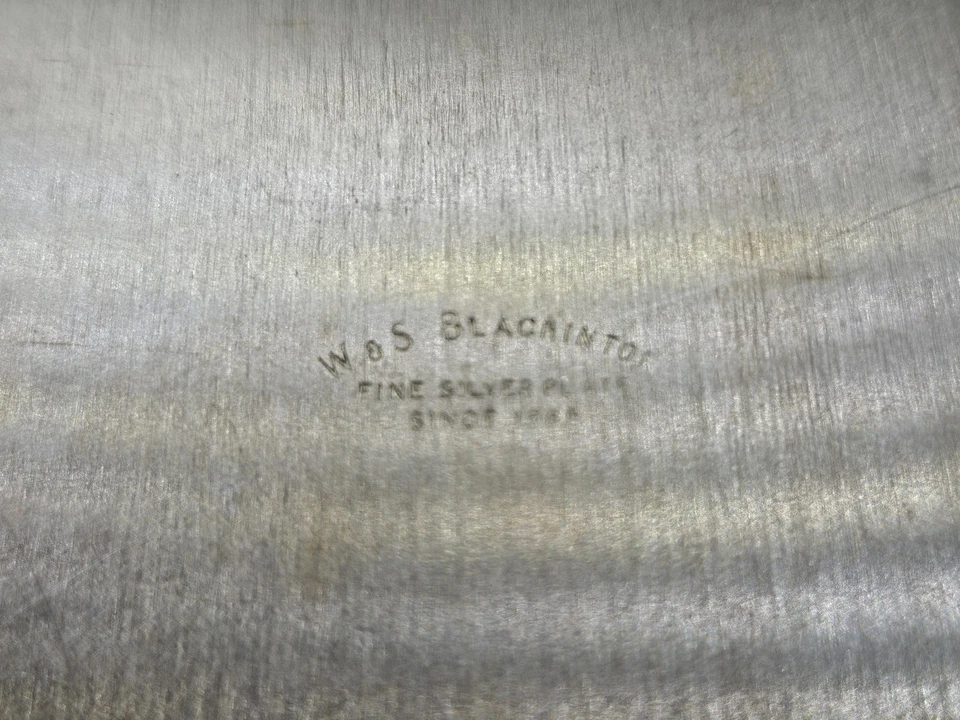 W & S BLACKINTON
FINE SILVER PLATE
SINCE